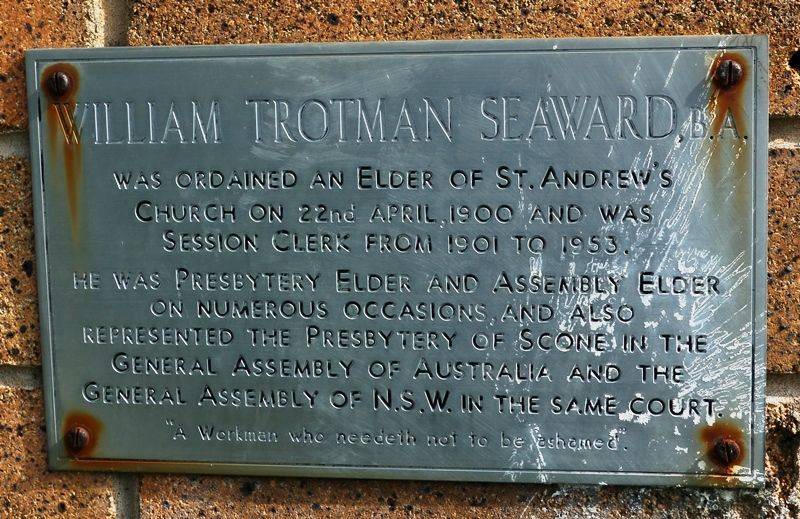 WILLIAM TROTMAN SEAWARD, B.A.
WAS ORDAINED AN ELDER OF ST. ANDREW'S
CHURCH ON 22nd APRIL, 1900 AND WAS
SESSION CLERK FROM 1901 TO 1953.
HE WAS PRESBYTERY ELDER AND ASSEMBLY ELDER
ON NUMEROUS OCCASIONS, AND ALSO
REPRESENTED THE PRESBYTERY OF SCONE IN THE
GENERAL ASSEMBLY OF AUSTRALIA AND THE
GENERAL ASSEMBLY OF N.S.W. IN THE SAME COURT.
"A Workman who needeth not to be ashamed".